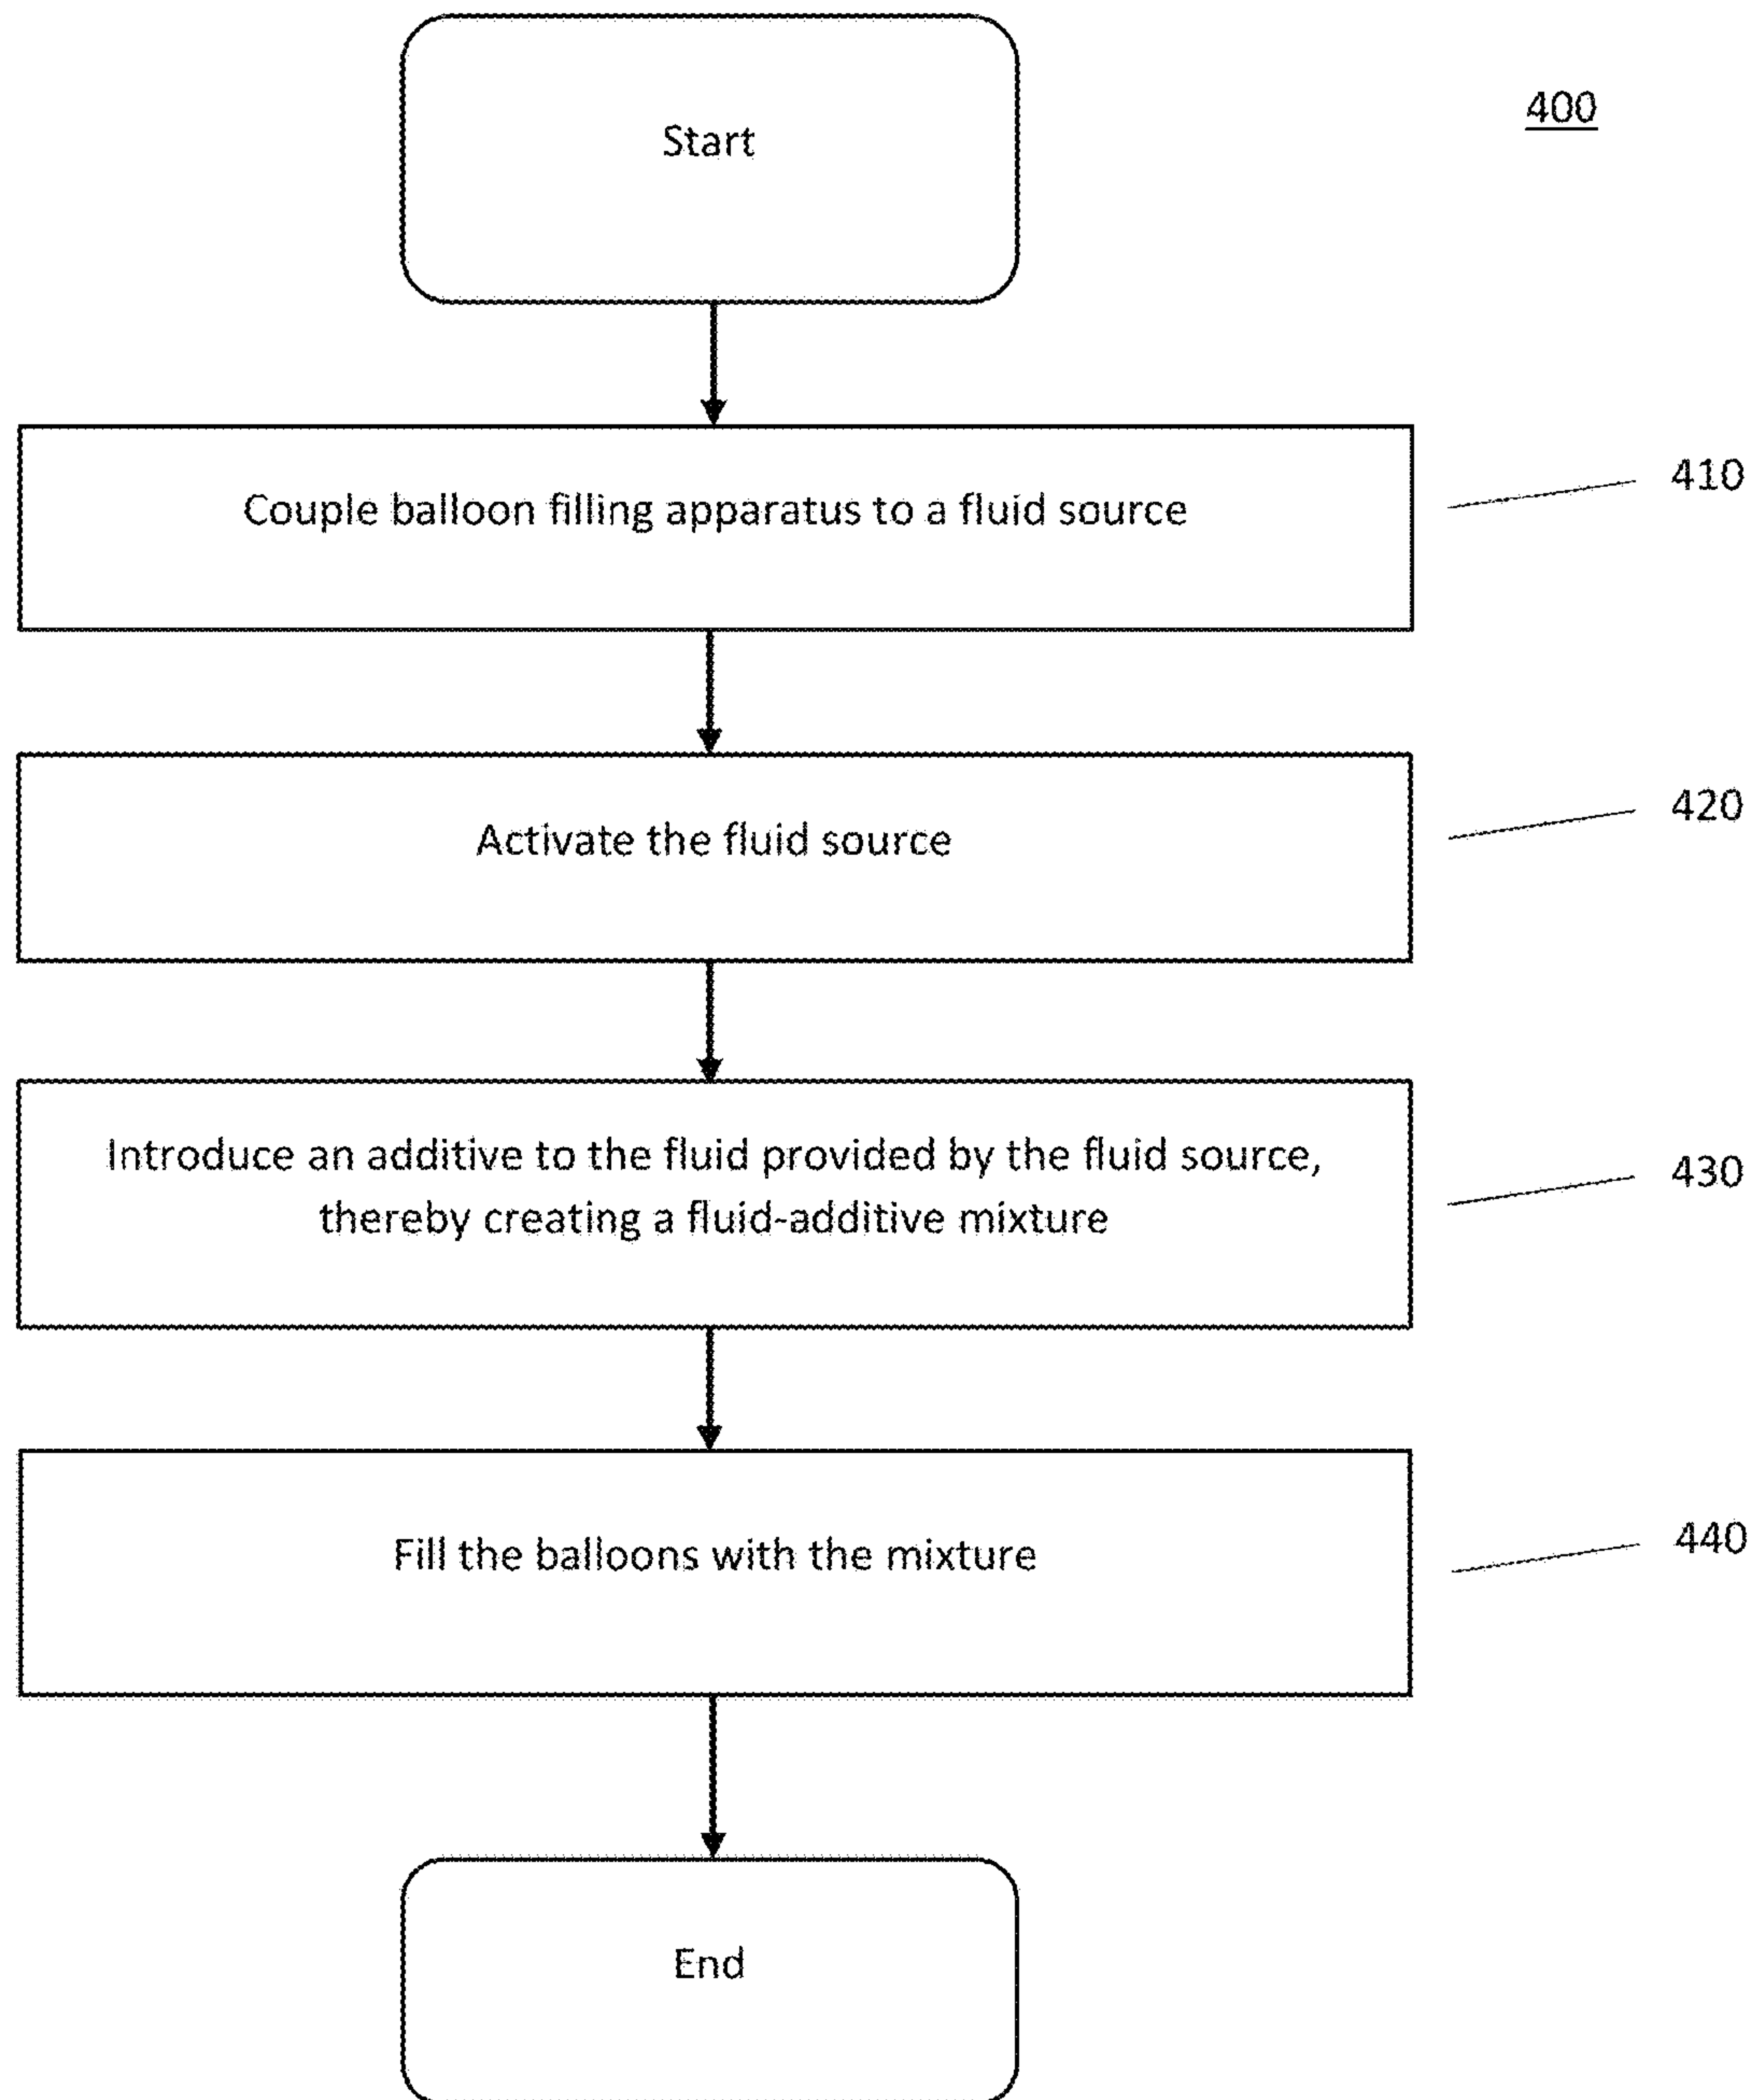 Start
400
Couple balloon filling apparatus to a fluid source
410
Activate the fluid source
420
Introduce an additive to the fluid provided by the fluid source,
thereby creating a fluid-additive mixture
430
Fill the balloons with the mixture
440
End